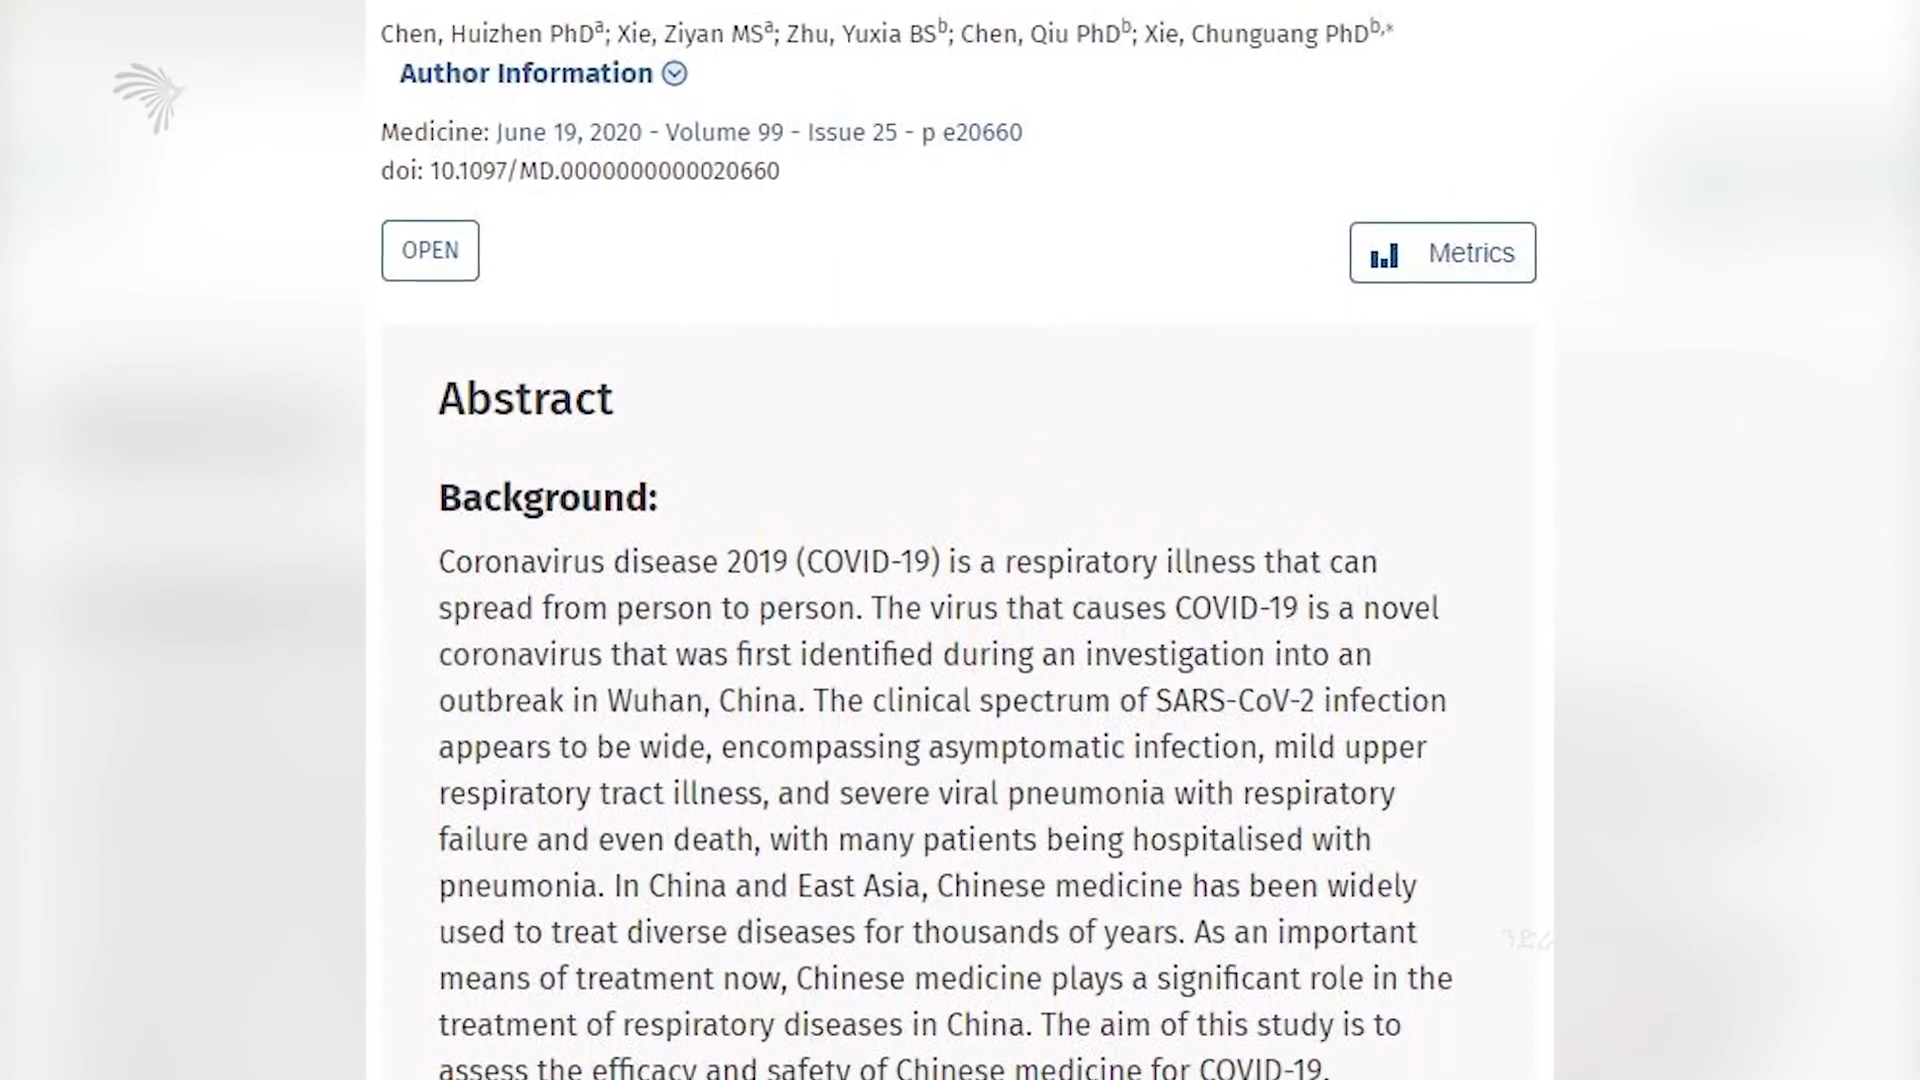 Chen, Huizhen PhDa; Xie, Ziyan MSa; Zhu, Yuxia BSb; Chen, Qiu PhDb; Xie, Chunguang PhDb,*
Author Information
Medicine: June 19, 2020 - Volume 99 - Issue 25 - p e20660
doi: 10.1097/MD.0000000000020660
OPEN
Metrics
Abstract
Background:
Coronavirus disease 2019 (COVID-19) is a respiratory illness that can
spread from person to person. The virus that causes COVID-19 is a novel
coronavirus that was first identified during an investigation into an
outbreak in Wuhan, China. The clinical spectrum of SARS-CoV-2 infection
appears to be wide, encompassing asymptomatic infection, mild upper
respiratory tract illness, and severe viral pneumonia with respiratory
failure and even death, with many patients being hospitalised with
pneumonia. In China and East Asia, Chinese medicine has been widely
used to treat diverse diseases for thousands of years. As an important
means of treatment now, Chinese medicine plays a significant role in the
treatment of respiratory diseases in China. The aim of this study is to
assess the efficacy and safety of Chinese medicine for COVID-19.